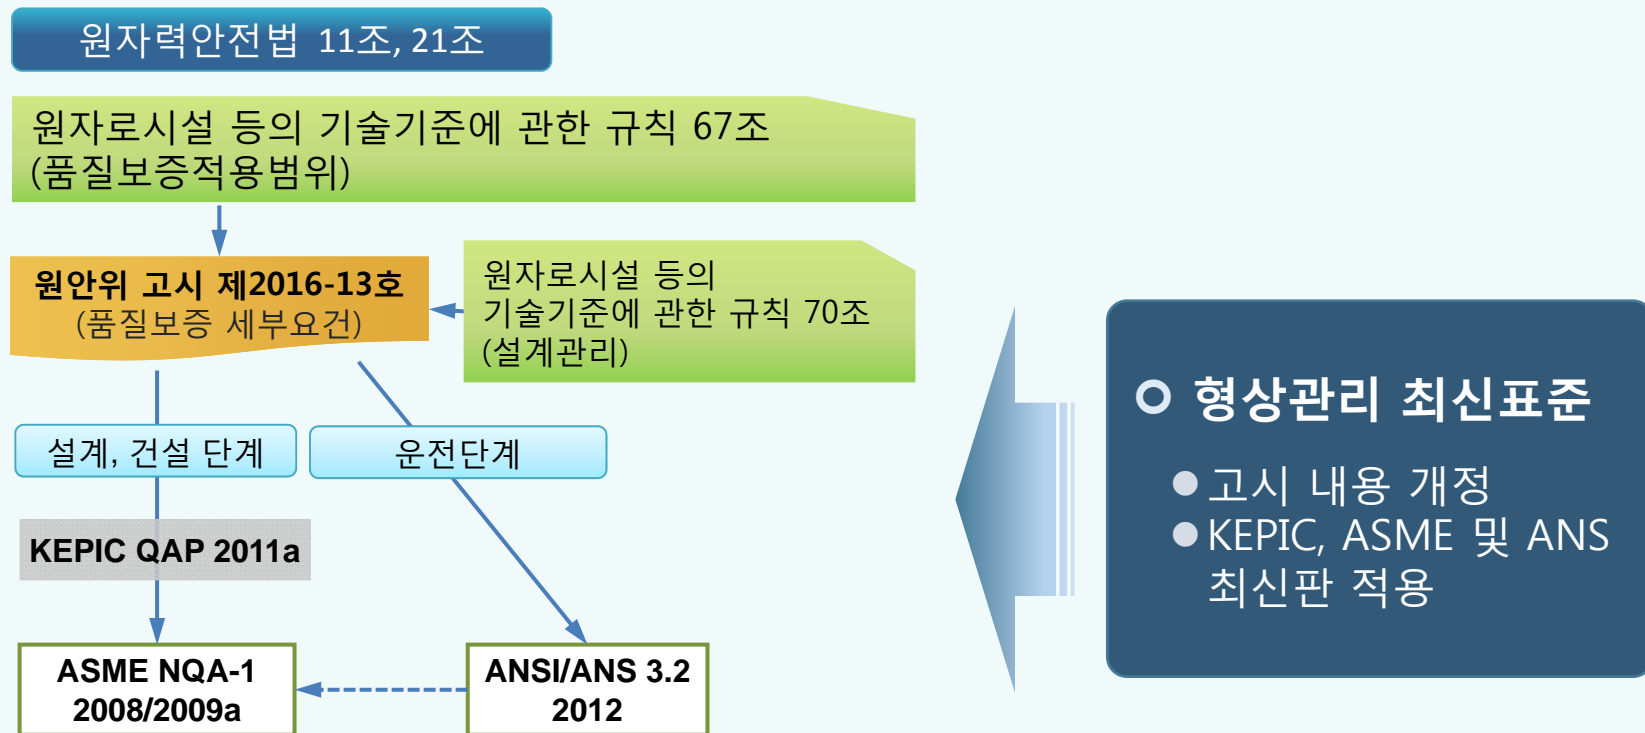 원자력안전법 11조, 21조
원자로시설 등의 기술기준에 관한 규칙 67조
(품질보증적용범위)
원안위 고시 제2016-13호
(품질보증 세부요건)
원자로시설 등의
기술기준에 관한 규칙 70조
(설계관리)
설계, 건설 단계
운전단계
KEPIC QAP 2011a
ASME NQA-1
2008/2009a
ANSI/ANS 3.2
2012
형상관리 최신표준
고시 내용 개정
KEPIC, ASME 및 ANS
최신판 적용